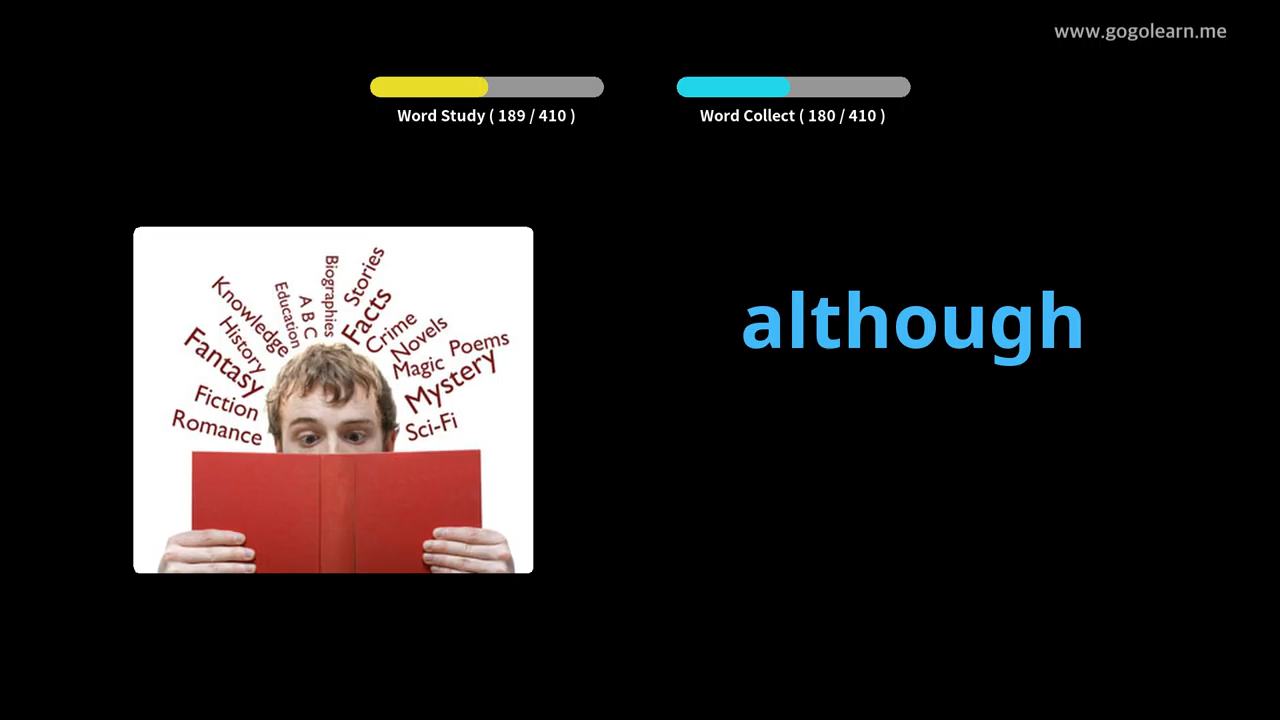 www.gogolearn.me
Word Study ( 189 / 410 )
Word Collect ( 180 / 410 )
although
Knowledge
Education
A B C
Biographies
Stories
Facts
Crime
Novels
Poems
History
Fantasy
Magic
Mystery
Fiction
Romance
Sci-Fi